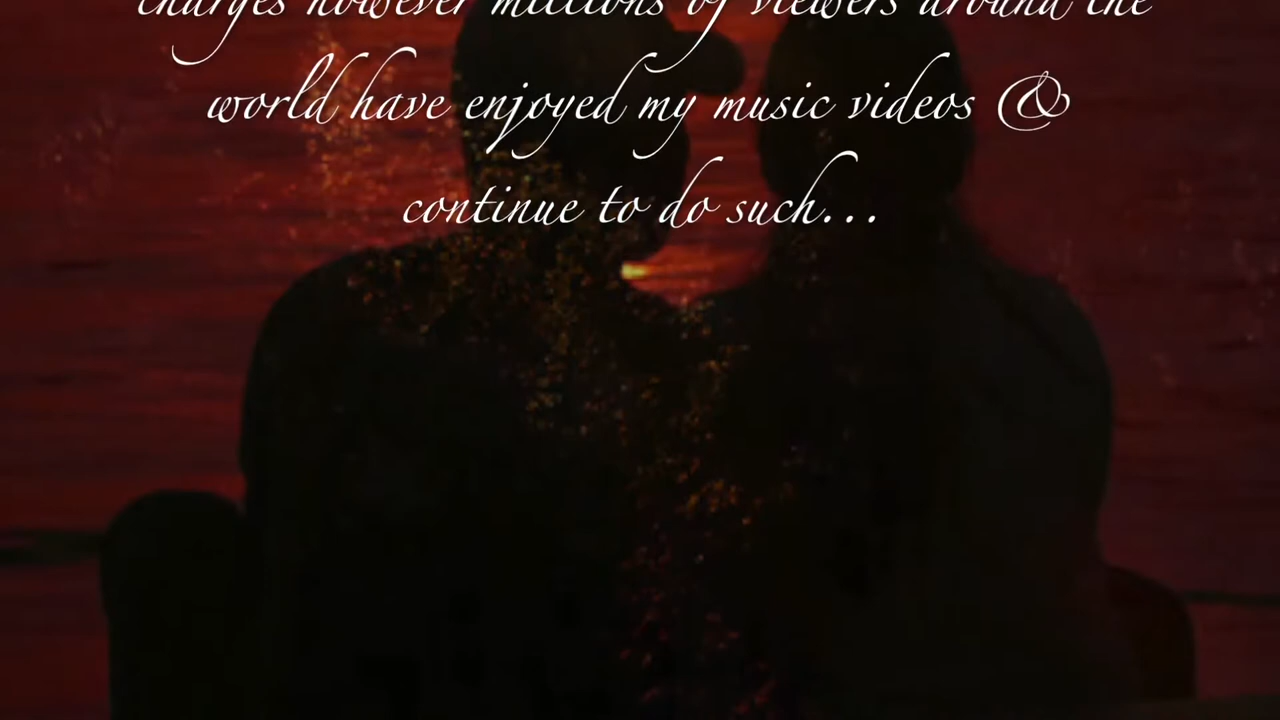 charges however millions of viewers around the
world have enjoyed my music videos &
continue to do such...